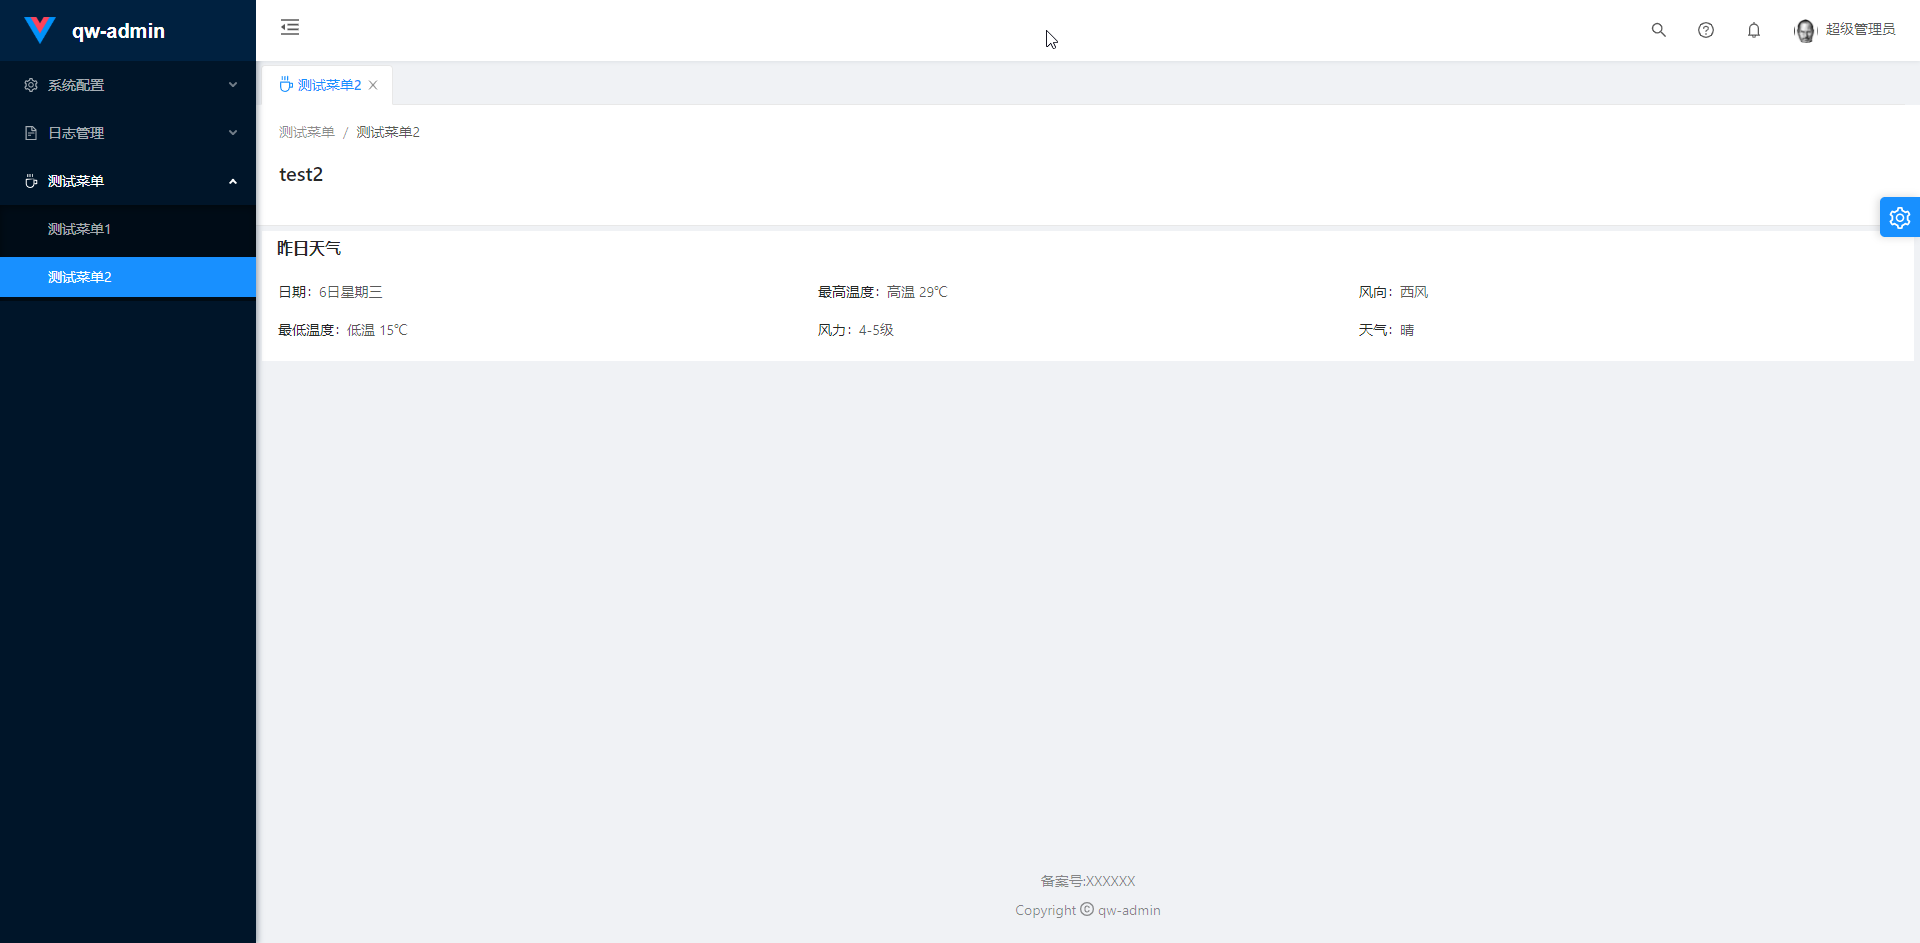 qw-admin
超级管理员
系统配置
日志管理
测试菜单
测试菜单1
测试菜单2
测试菜单2
测试菜单 / 测试菜单2
test2
昨日天气
日期：6日星期三 最高温度：高温 29℃ 风向：西风
最低温度：低温 15℃ 风力：4-5级 天气：晴
备案号:XXXXXX
Copyright © qw-admin